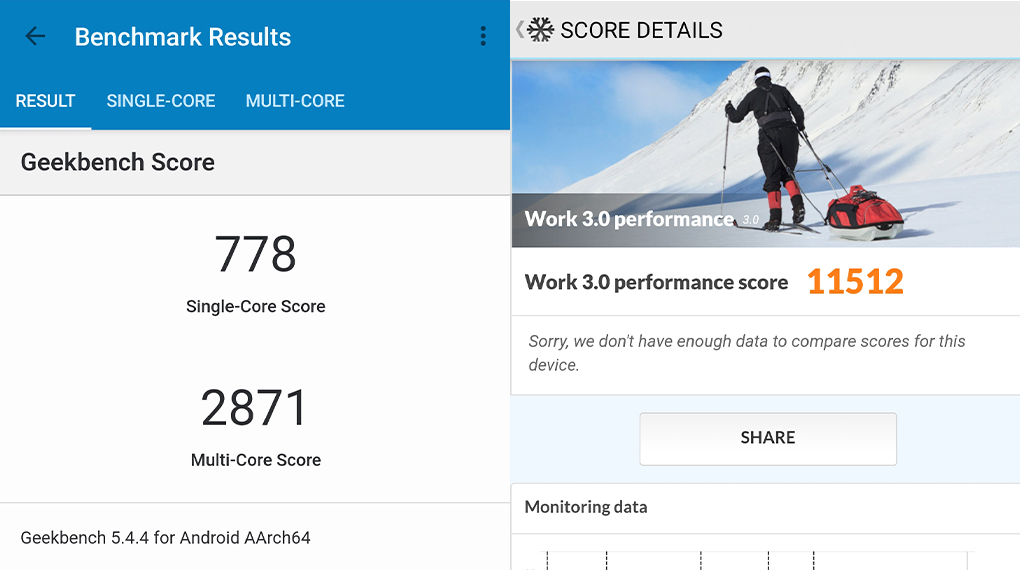 Benchmark Results
RESULT SINGLE-CORE MULTI-CORE
Geekbench Score
778
Single-Core Score
2871
Multi-Core Score
Geekbench 5.4.4 for Android AArch64
SCORE DETAILS
Work 3.0 performance 3.0
Work 3.0 performance score 11512
Sorry, we don't have enough data to compare scores for this
device.
SHARE
Monitoring data